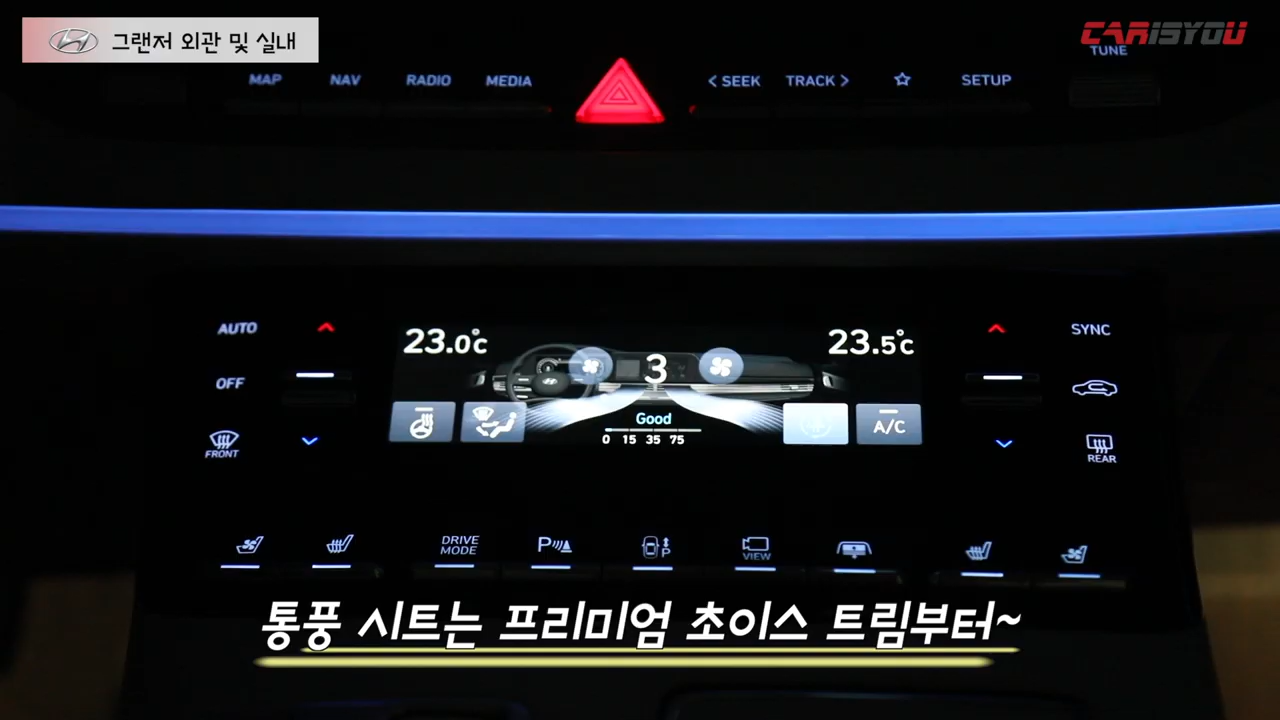 그랜저 외관 및 실내
CARISYOU
TUNE
MAP NAV RADIO MEDIA < SEEK TRACK > SETUP
AUTO 23.0°c 3 23.5°c SYNC
OFF
Good
0 15 35 75
A/C
FRONT
REAR
DRIVE MODE P P VIEW
통풍 시트는 프리미엄 초이스 트림부터~